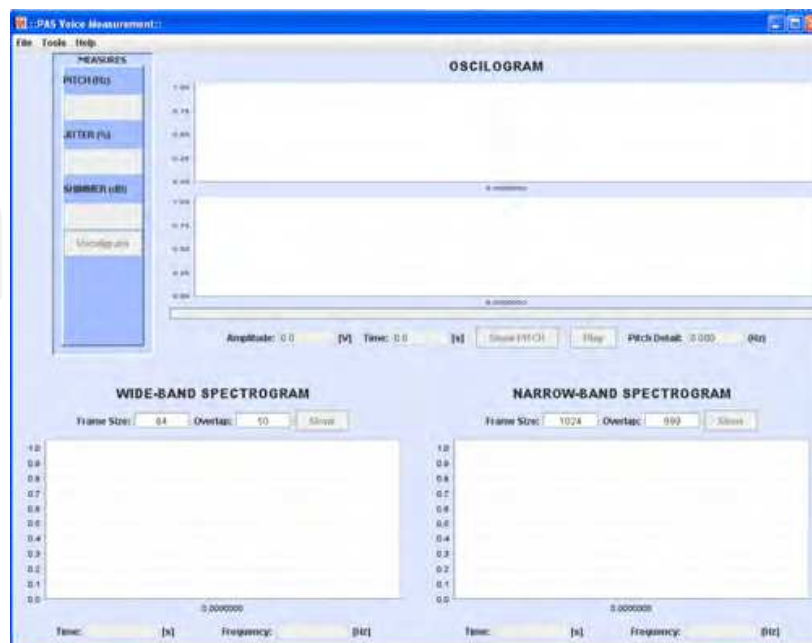 ::PAS Voice Measurement::
File Tools Help
MEASURES
PITCH (Hz)
JITTER (%)
SHIMMER (dB)
OSCILOGRAM
1.00
0.75
0.50
0.25
0.00
0.0000000
1.00
0.75
0.50
0.25
0.00
0.0000000
Amplitude: 0.0 [V] Time: 0.0 [s] Show PITCH Play Pitch Detail: 0.000 (Hz)
WIDE-BAND SPECTROGRAM
Frame Size: 64 Overlap: 50 Show
1.0
0.9
0.8
0.7
0.6
0.5
0.4
0.3
0.2
0.1
0.0
0.0000000
Time: [s] Frequency: [Hz]
NARROW-BAND SPECTROGRAM
Frame Size: 1024 Overlap: 999 Show
1.0
0.9
0.8
0.7
0.6
0.5
0.4
0.3
0.2
0.1
0.0
0.0000000
Time: [s] Frequency: [Hz]